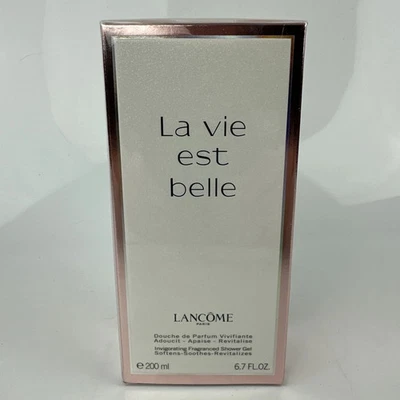 La vie
est
belle
LANCÔME
PARIS
Douche de Parfum Vivifiante
Adoucit - Apaise - Revitalise
Invigorating Fragranced Shower Gel
Softens-Soothes-Revitalizes
℮ 200 ml 6.7 FL.OZ.